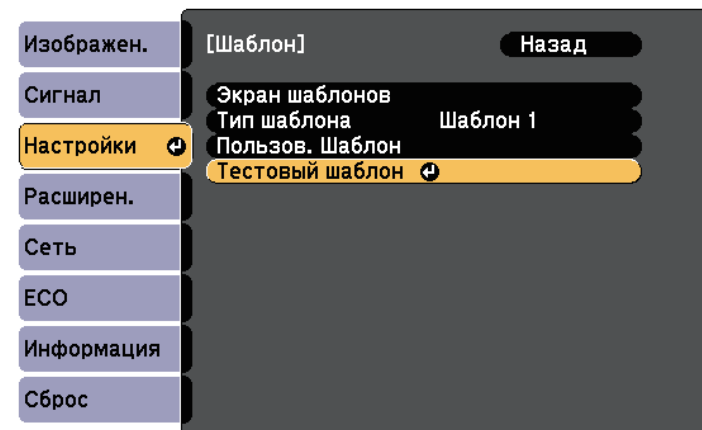 Изображен.
Сигнал
Настройки
Расширен.
Сеть
ECO
Информация
Сброс
[Шаблон] Назад
Экран шаблонов
Тип шаблона Шаблон 1
Пользов. Шаблон
Тестовый шаблон